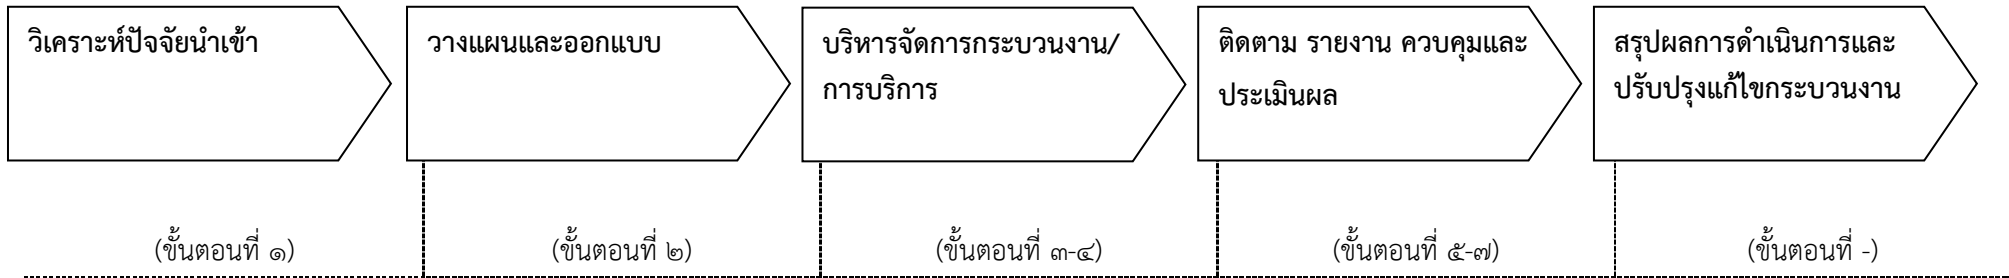 วิเคราะห์ปัจจัยนำเข้า
วางแผนและออกแบบ
บริหารจัดการกระบวนงาน/
การบริการ
ติดตาม รายงาน ควบคุมและ
ประเมินผล
สรุปผลการดำเนินการและ
ปรับปรุงแก้ไขกระบวนงาน
(ขั้นตอนที่ ๑)
(ขั้นตอนที่ ๒)
(ขั้นตอนที่ ๓-๔)
(ขั้นตอนที่ ๕-๗)
(ขั้นตอนที่ -)